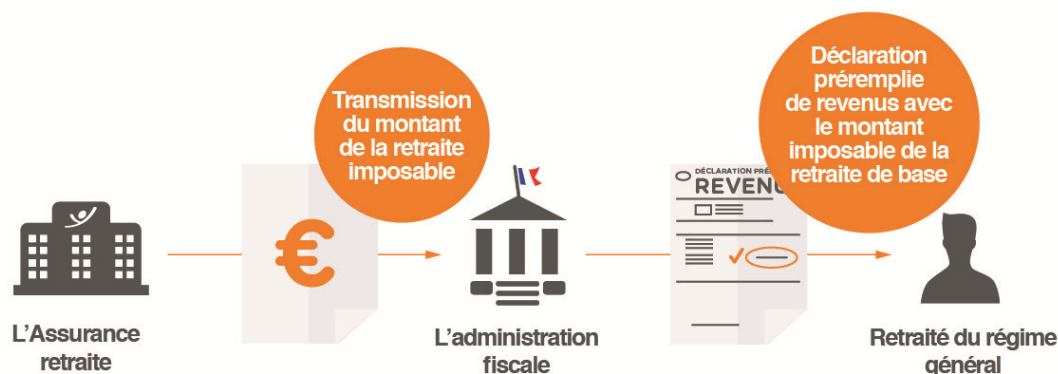 Transmission
du montant
de la retraite
imposable
Déclaration
préremplie
de revenus avec
le montant
imposable de la
retraite de base
€
DÉCLARATION PRÉ
REVENU
L'Assurance
retraite
L'administration
fiscale
Retraité du régime
général